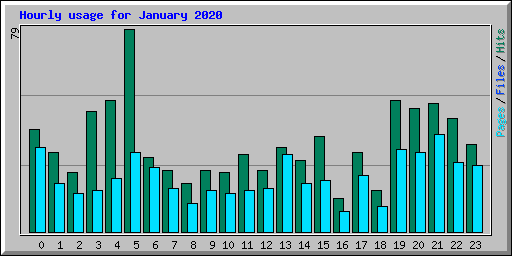 Hourly usage for January 2020
79
Pages / Files / Hits
0 1 2 3 4 5 6 7 8 9 10 11 12 13 14 15 16 17 18 19 20 21 22 23